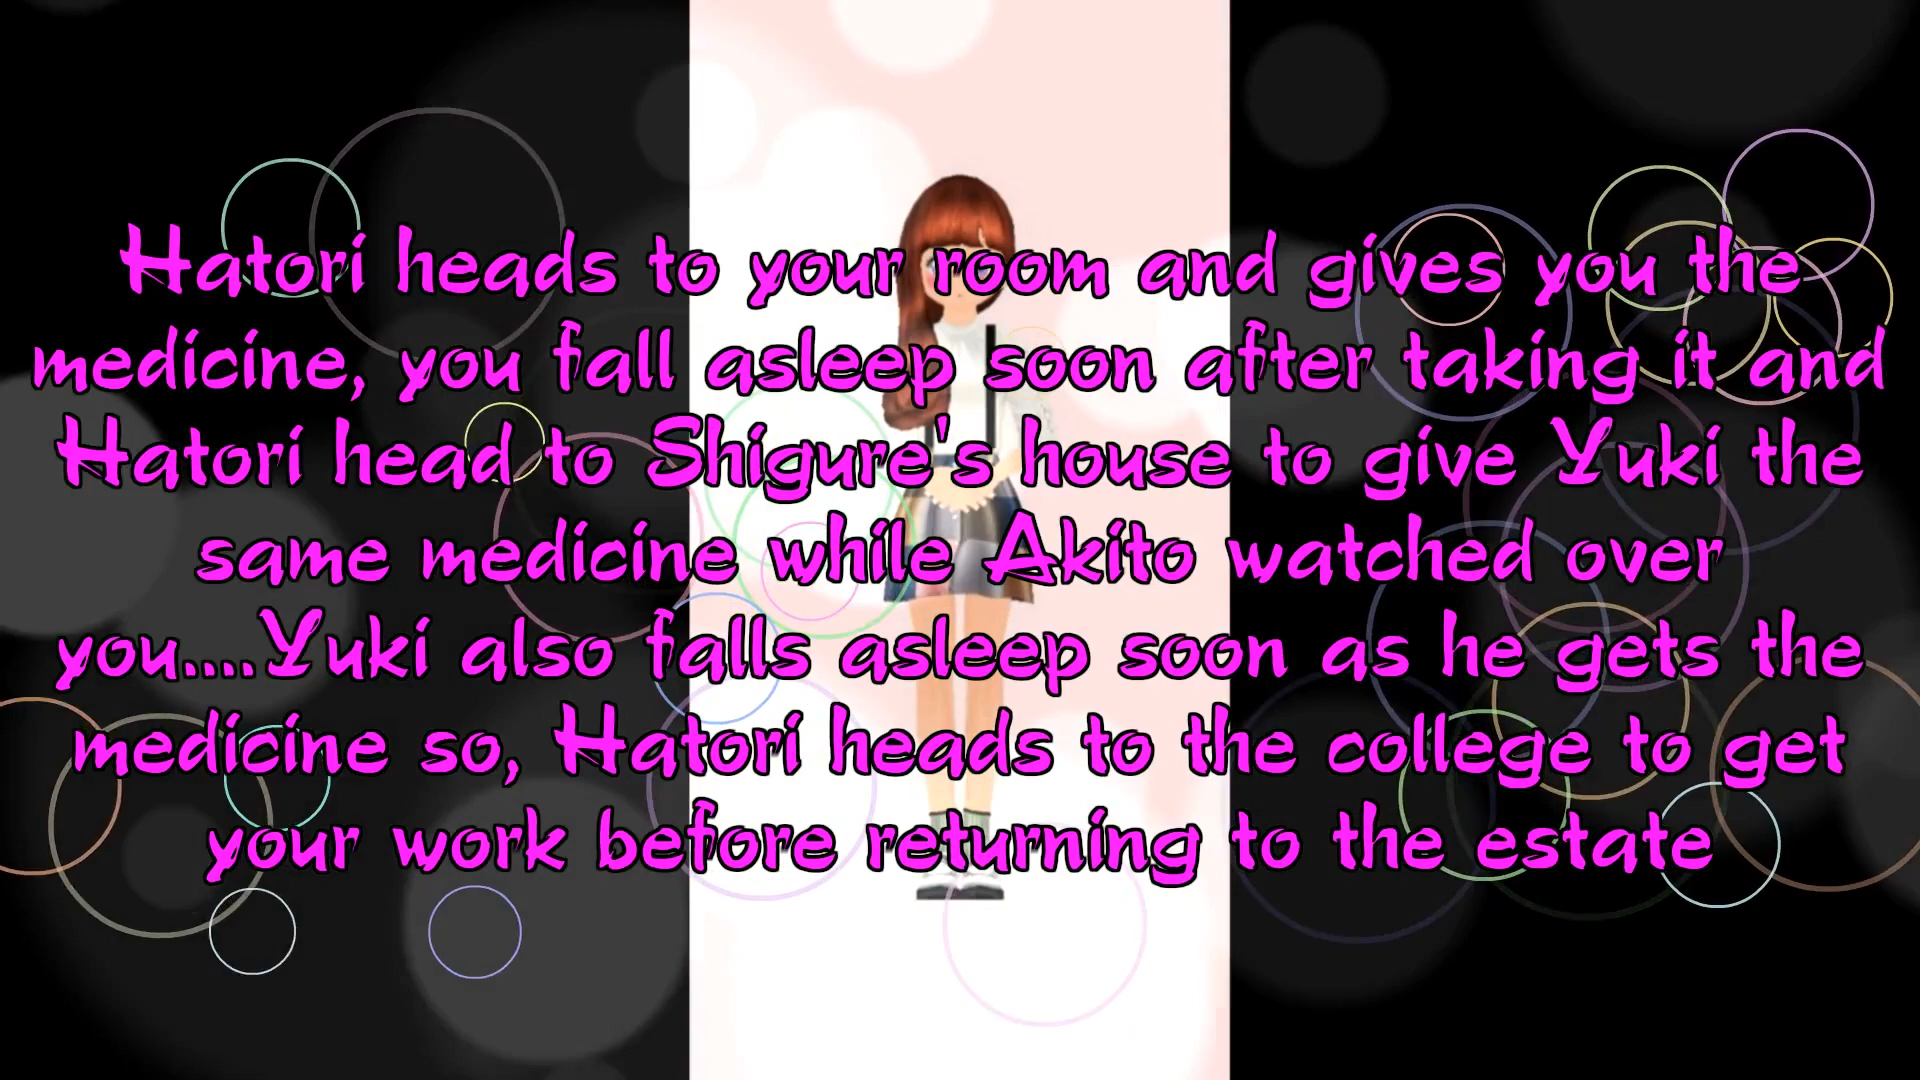 Hatori heads to your room and gives you the
medicine, you fall asleep soon after taking it and
Hatori head to Shigure's house to give Yuki the
same medicine while Akito watched over
you....Yuki also falls asleep soon as he gets the
medicine so, Hatori heads to the college to get
your work before returning to the estate